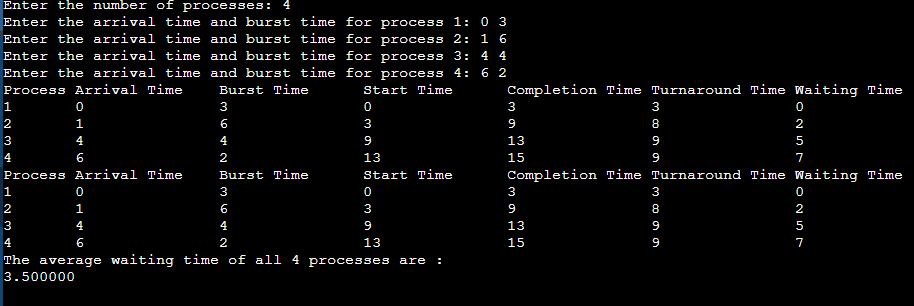 Enter the number of processes: 4
Enter the arrival time and burst time for process 1: 0 3
Enter the arrival time and burst time for process 2: 1 6
Enter the arrival time and burst time for process 3: 4 4
Enter the arrival time and burst time for process 4: 6 2
Process Arrival Time Burst Time Start Time Completion Time Turnaround Time Waiting Time
1 0 3 0 3 3 0
2 1 6 3 9 8 2
3 4 4 9 13 9 5
4 6 2 13 15 9 7
Process Arrival Time Burst Time Start Time Completion Time Turnaround Time Waiting Time
1 0 3 0 3 3 0
2 1 6 3 9 8 2
3 4 4 9 13 9 5
4 6 2 13 15 9 7
The average waiting time of all 4 processes are :
3.500000